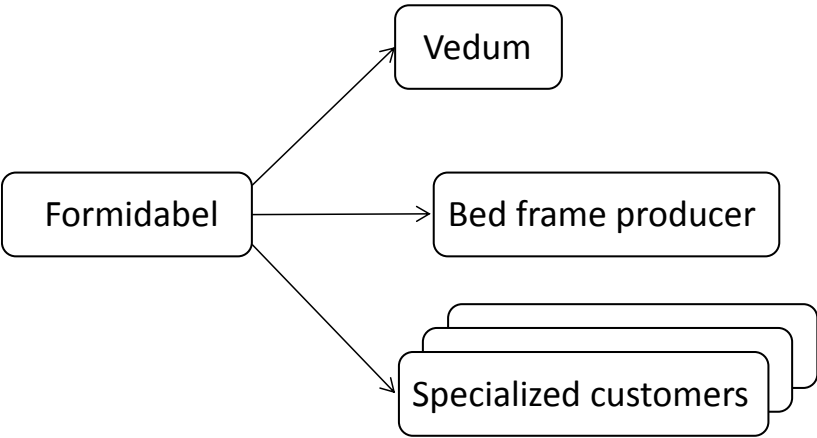 Vedum
Formidabel
Bed frame producer
Specialized customers